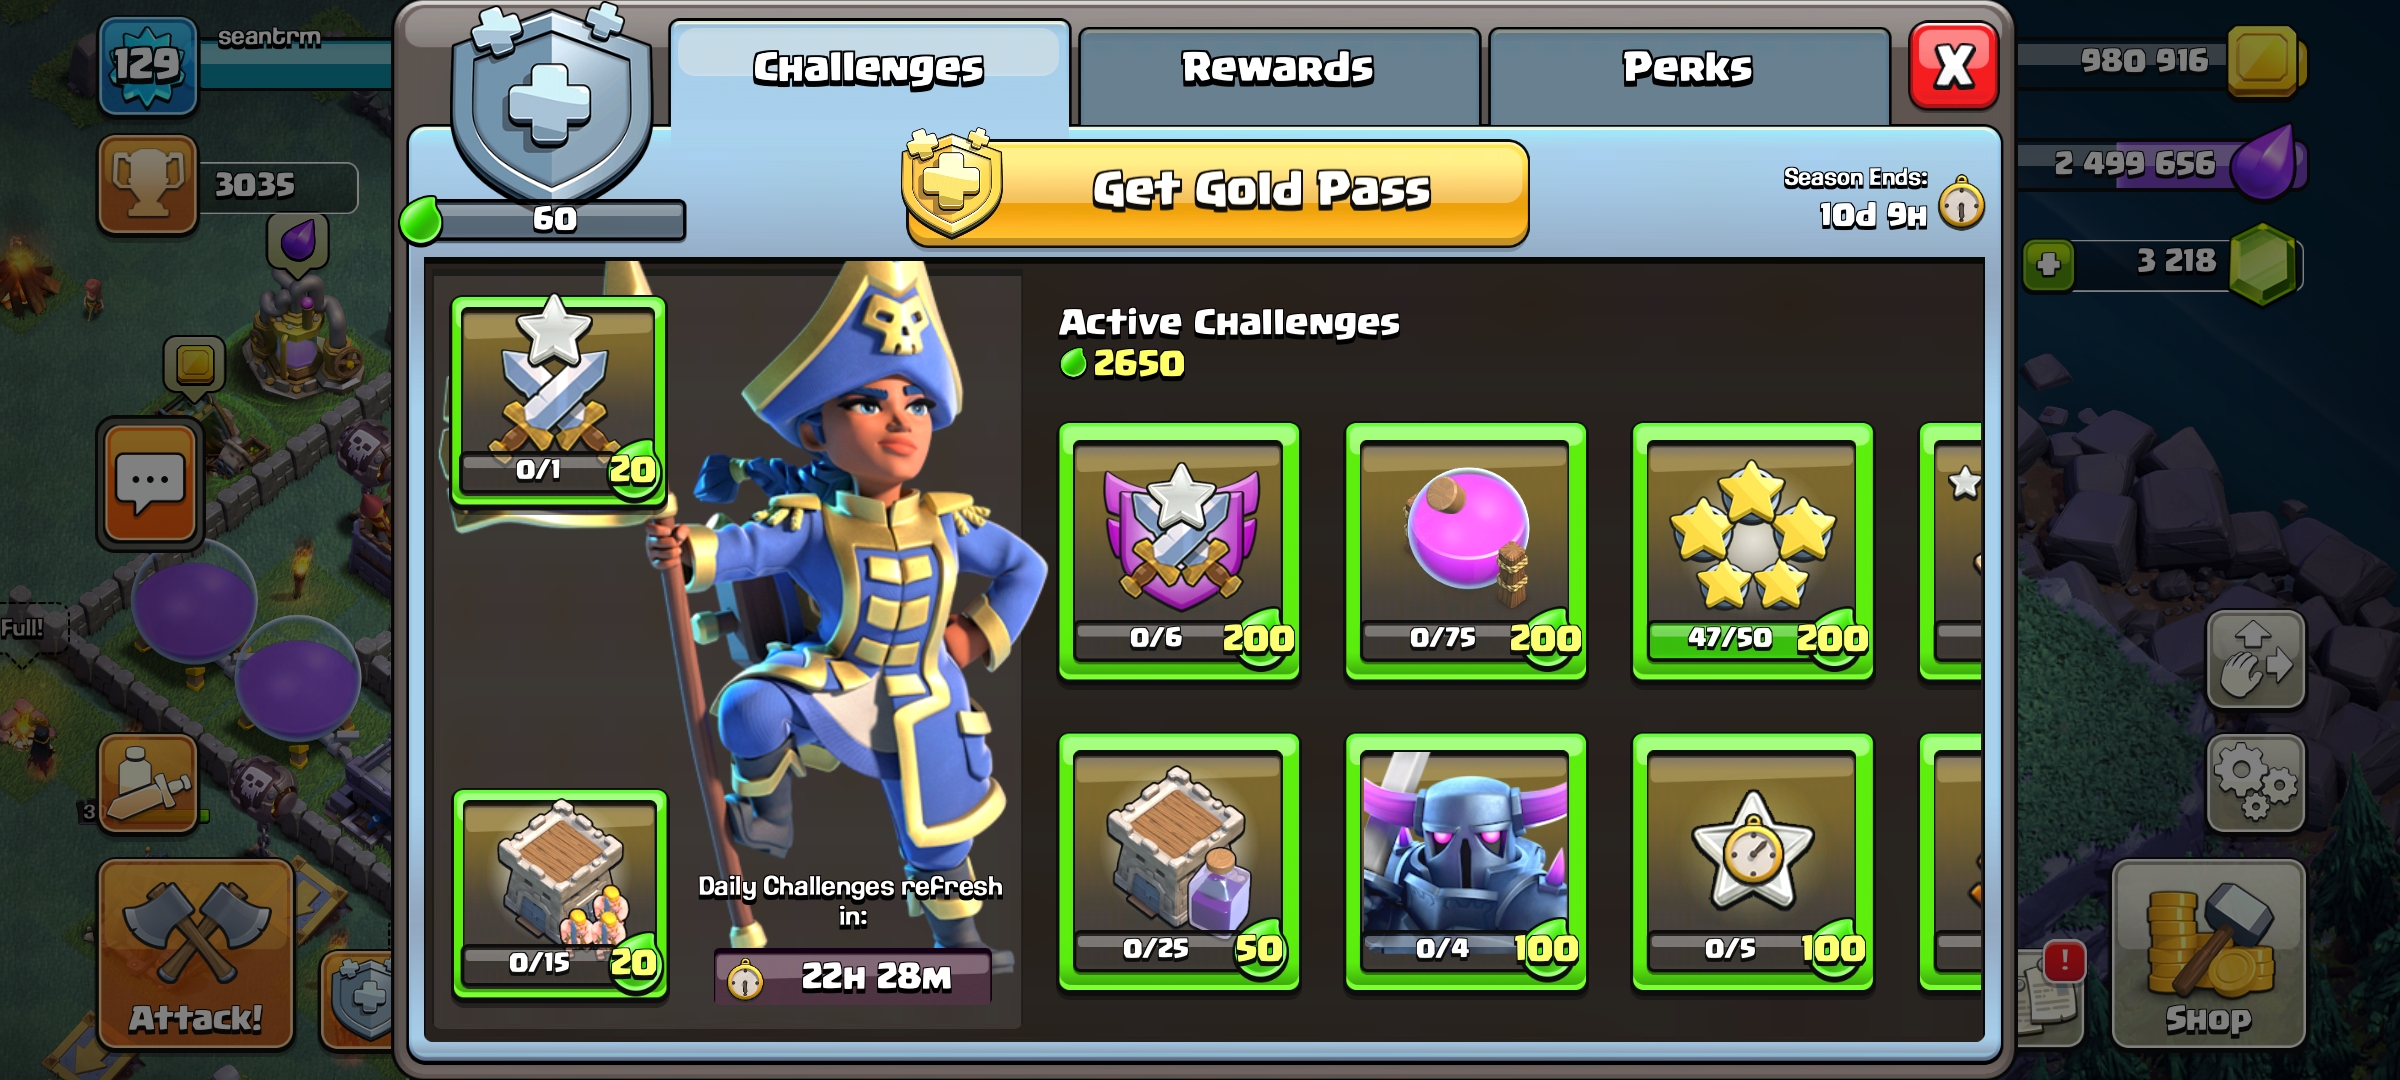 129
seantrm
3035
Challenges
Rewards
Perks
X
980 916
2 499 656
3 218
60
Get Gold Pass
Season Ends:
10d 9H
Active Challenges
2650
0/1
20
0/6
200
0/75
200
47/50
200
Full!
0/15
20
Daily Challenges refresh
in:
22H 28M
0/25
50
0/4
100
0/5
100
3
Attack!
!
Shop